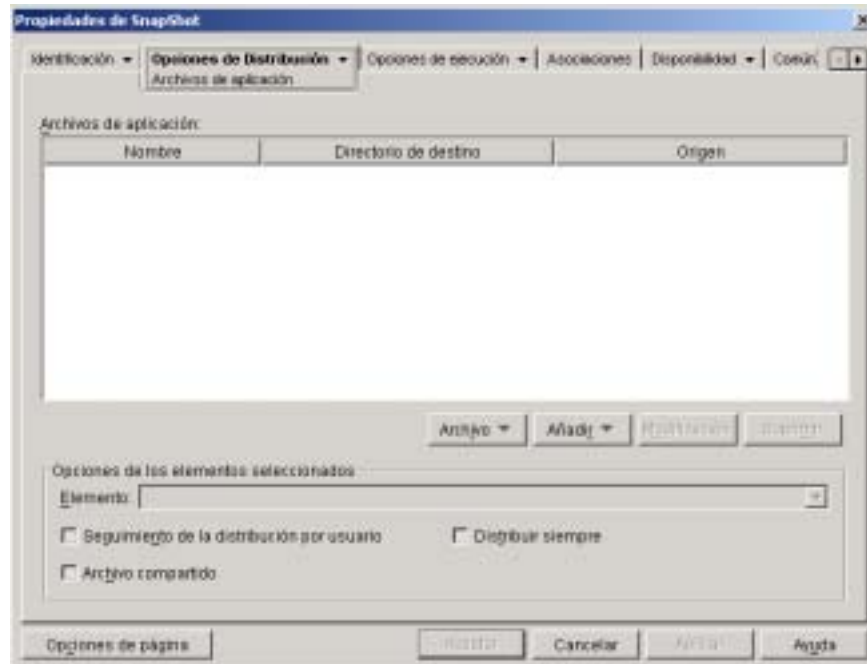 Propiedades de SnapShot
Identificación Opciones de Distribución Opciones de ejecución Asociaciones Disponibilidad Común
Archivos de aplicación
Archivos de aplicación:
Nombre Directorio de destino Origen
Archivo Añadir
Opciones de los elementos seleccionados
Elemento:
Seguimiento de la distribución por usuario Distribuir siempre
Archivo compartido
Opciones de página Cancelar Ayuda